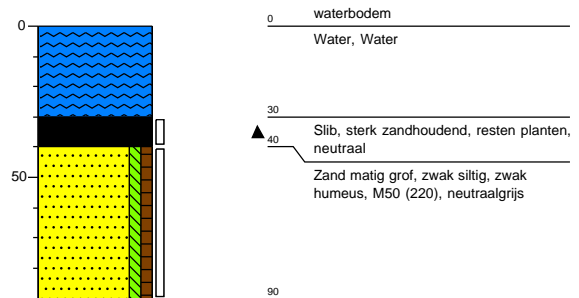 waterbodem
0
0
Water, Water
30
Slib, sterk zandhoudend, resten planten,
neutraal
40
Zand matig grof, zwak siltig, zwak
humeus, M50 (220), neutraalgrijs
50
90